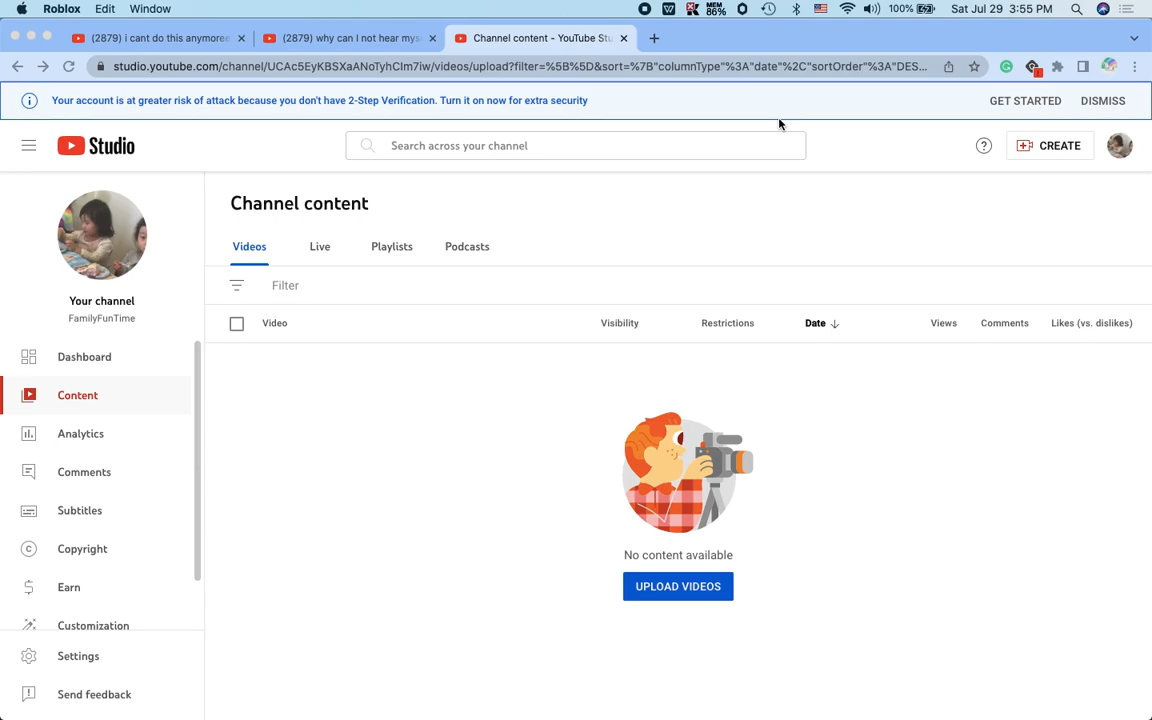 Roblox Edit Window
MEM 86% 100% Sat Jul 29 3:55 PM
(2879) i cant do this anymoree
(2879) why can I not hear mys
Channel content - YouTube Stu
studio.youtube.com/channel/UCAc5EyKBSXaANoTyhClm7iw/videos/upload?filter=%5B%5D&sort=%7B"columnType"%3A"date"%2C"sortOrder"%3A"DES...
1
Your account is at greater risk of attack because you don't have 2-Step Verification. Turn it on now for extra security
GET STARTED DISMISS
Studio
Search across your channel
CREATE
Your channel
FamilyFunTime
Dashboard
Content
Analytics
Comments
Subtitles
Copyright
Earn
Customization
Settings
Send feedback
Channel content
Videos Live Playlists Podcasts
Filter
Video Visibility Restrictions Date Views Comments Likes (vs. dislikes)
No content available
UPLOAD VIDEOS